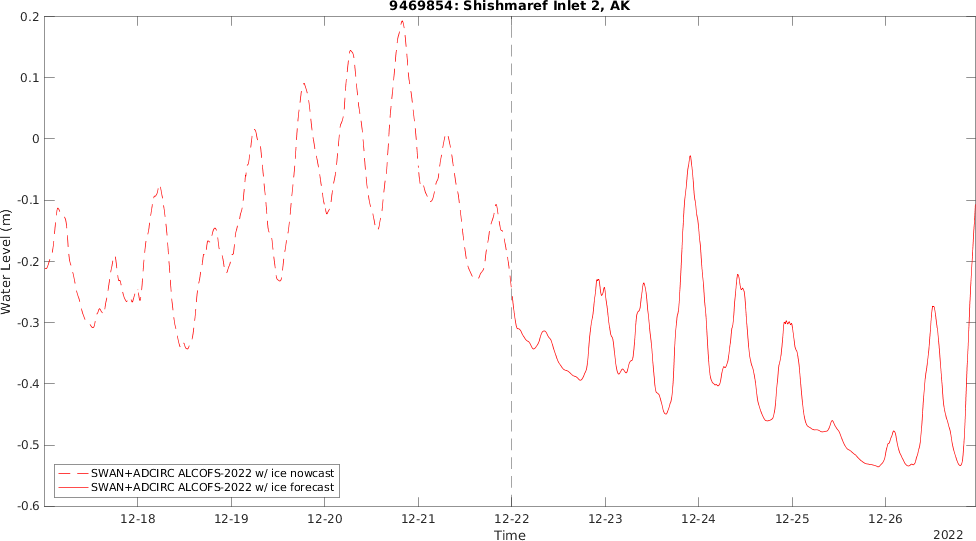 9469854: Shishmaref Inlet 2, AK
0.2
0.1
0
-0.1
-0.2
-0.3
-0.4
-0.5
-0.6
Water Level (m)
SWAN+ADCIRC ALCOFS-2022 w/ ice nowcast
SWAN+ADCIRC ALCOFS-2022 w/ ice forecast
12-18 12-19 12-20 12-21 12-22 12-23 12-24 12-25 12-26
Time
2022